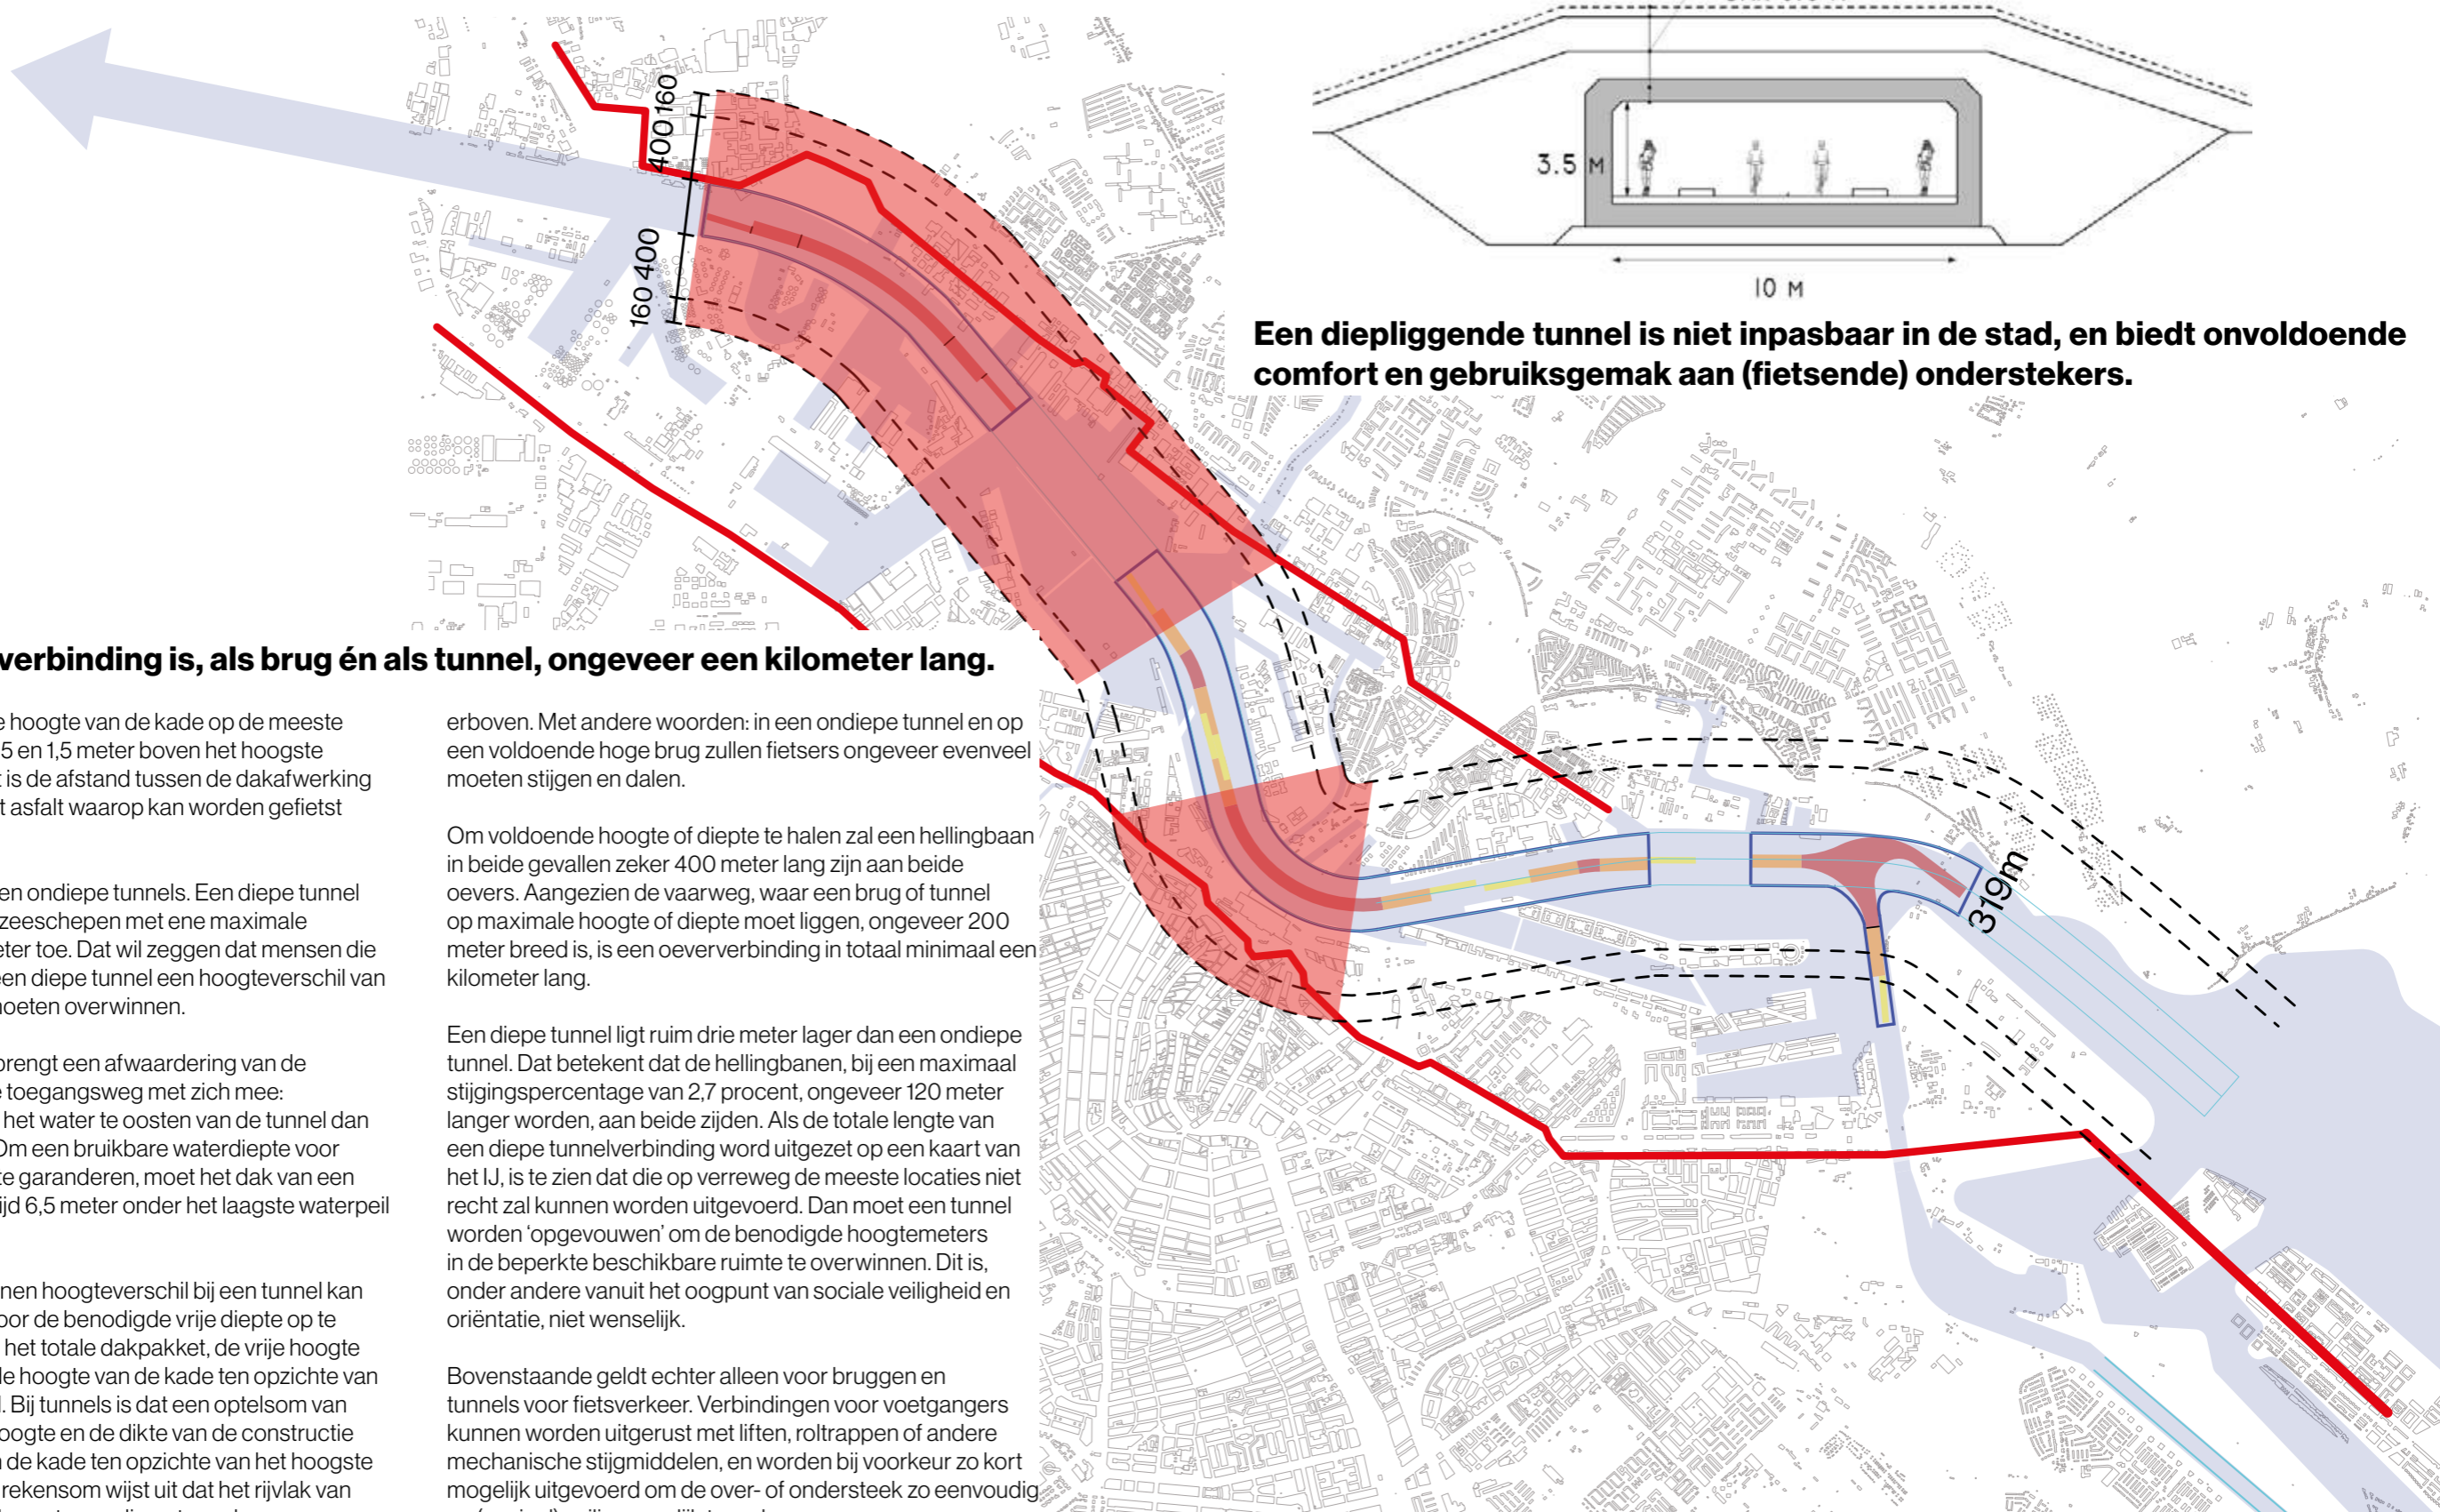 160
400
400
160
3.5 M
10 M
Een diepliggende tunnel is niet inpasbaar in de stad, en biedt onvoldoende
comfort en gebruiksgemak aan (fietsende) onderstekers.
319m
verbinding is, als brug én als tunnel, ongeveer een kilometer lang.
hoogte van de kade op de meeste
5 en 1,5 meter boven het hoogste
is de afstand tussen de dakafwerking
asfalt waarop kan worden gefietst
en ondiepe tunnels. Een diepe tunnel
zeeschepen met ene maximale
ter toe. Dat wil zeggen dat mensen die
een diepe tunnel een hoogteverschil van
moeten overwinnen.
brengt een afwaardering van de
toegangsweg met zich mee:
het water te oosten van de tunnel dan
Om een bruikbare waterdiepte voor
te garanderen, moet het dak van een
ijd 6,5 meter onder het laagste waterpeil
nen hoogteverschil bij een tunnel kan
oor de benodigde vrije diepte op te
het totale dakpakket, de vrije hoogte
de hoogte van de kade ten opzichte van
. Bij tunnels is dat een optelsom van
oogte en de dikte van de constructie
de kade ten opzichte van het hoogste
rekensom wijst uit dat het rijvlak van
erboven. Met andere woorden: in een ondiepe tunnel en op
een voldoende hoge brug zullen fietsers ongeveer evenveel
moeten stijgen en dalen.
Om voldoende hoogte of diepte te halen zal een hellingbaan
in beide gevallen zeker 400 meter lang zijn aan beide
oevers. Aangezien de vaarweg, waar een brug of tunnel
op maximale hoogte of diepte moet liggen, ongeveer 200
meter breed is, is een oeververbinding in totaal minimaal een
kilometer lang.
Een diepe tunnel ligt ruim drie meter lager dan een ondiepe
tunnel. Dat betekent dat de hellingbanen, bij een maximaal
stijgingspercentage van 2,7 procent, ongeveer 120 meter
langer worden, aan beide zijden. Als de totale lengte van
een diepe tunnelverbinding word uitgezet op een kaart van
het IJ, is te zien dat die op verreweg de meeste locaties niet
recht zal kunnen worden uitgevoerd. Dan moet een tunnel
worden ‘opgevouwen’ om de benodigde hoogtemeters
in de beperkte beschikbare ruimte te overwinnen. Dit is,
onder andere vanuit het oogpunt van sociale veiligheid en
oriëntatie, niet wenselijk.
Bovenstaande geldt echter alleen voor bruggen en
tunnels voor fietsverkeer. Verbindingen voor voetgangers
kunnen worden uitgerust met liften, roltrappen of andere
mechanische stijgmiddelen, en worden bij voorkeur zo kort
mogelijk uitgevoerd om de over- of ondersteek zo eenvoudig